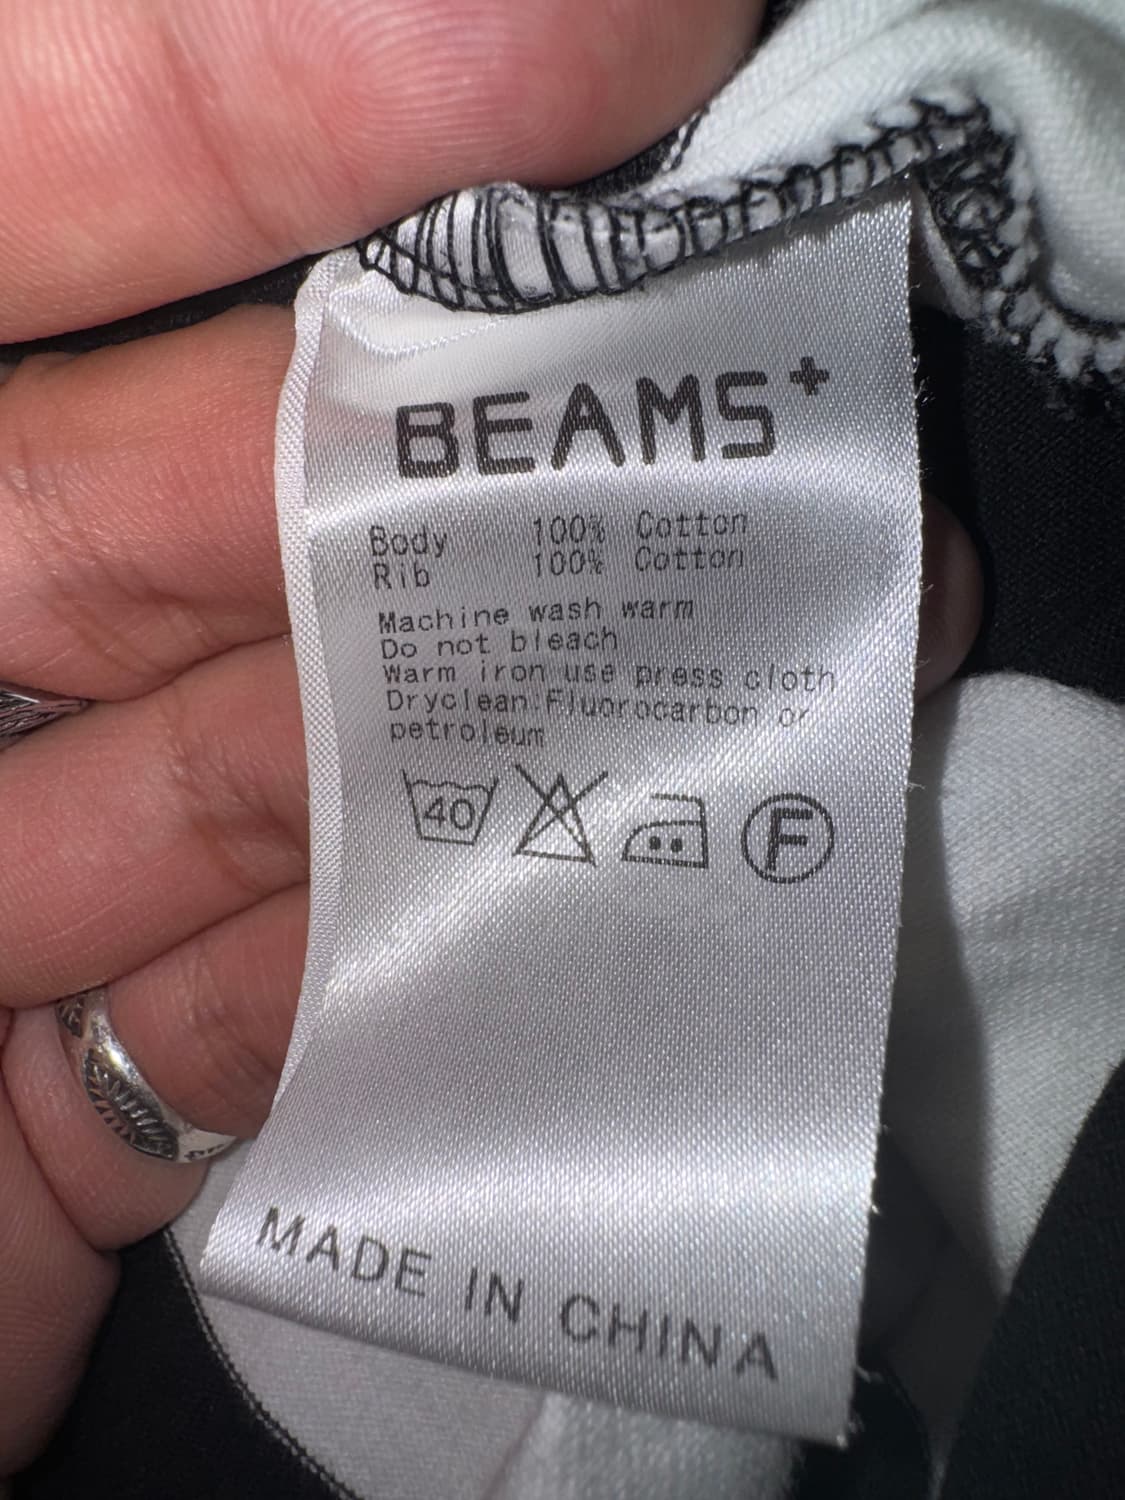 BEAMS+
Body 100% Cotton
Rib 100% Cotton
Machine wash warm
Do not bleach
Warm iron use press cloth
Dryclean:Fluorocarbon or
petroleum
40 F
MADE IN CHINA